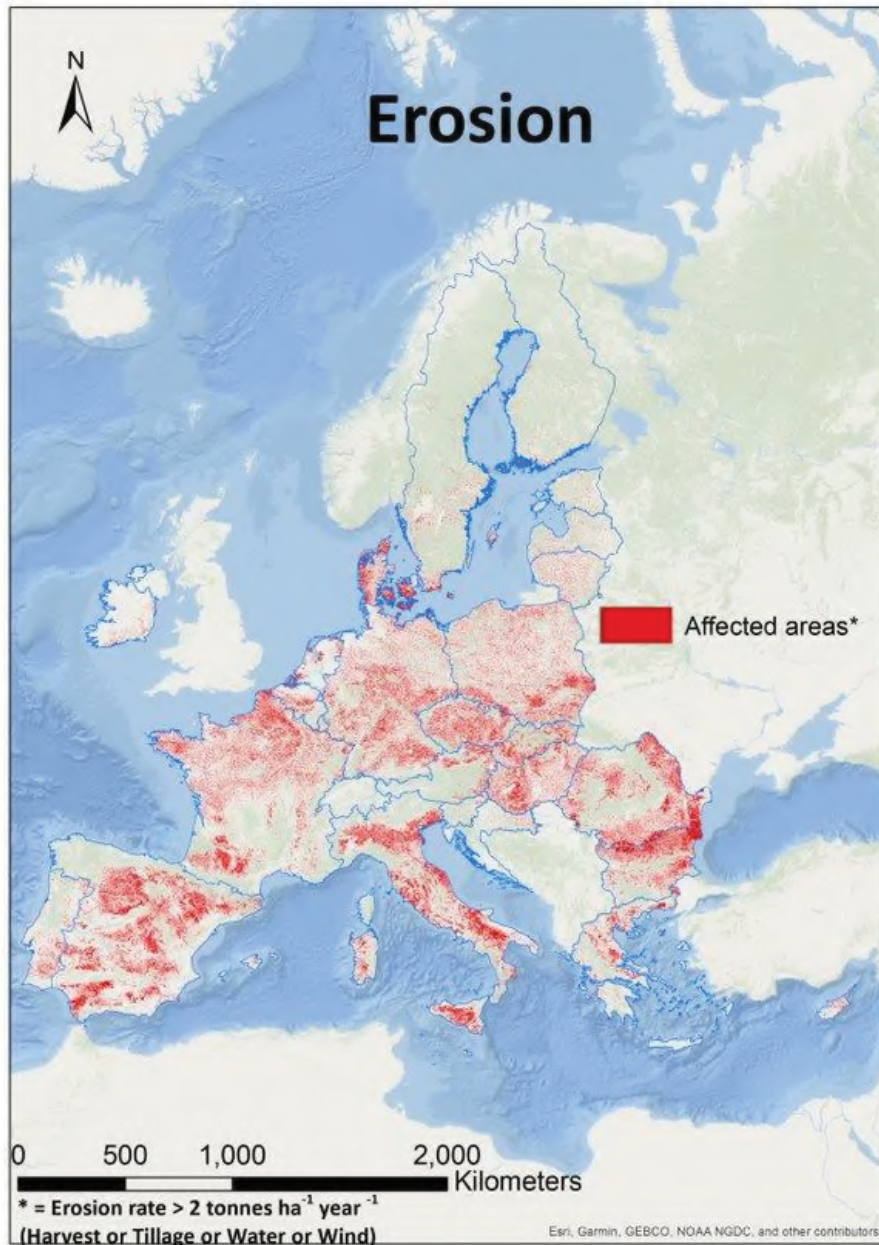 N
Erosion
Affected areas*
0 500 1,000 2,000
Kilometers
* = Erosion rate > 2 tonnes ha⁻¹ year ⁻¹
(Harvest or Tillage or Water or Wind)
Esri, Garmin, GEBCO, NOAA NGDC, and other contributors